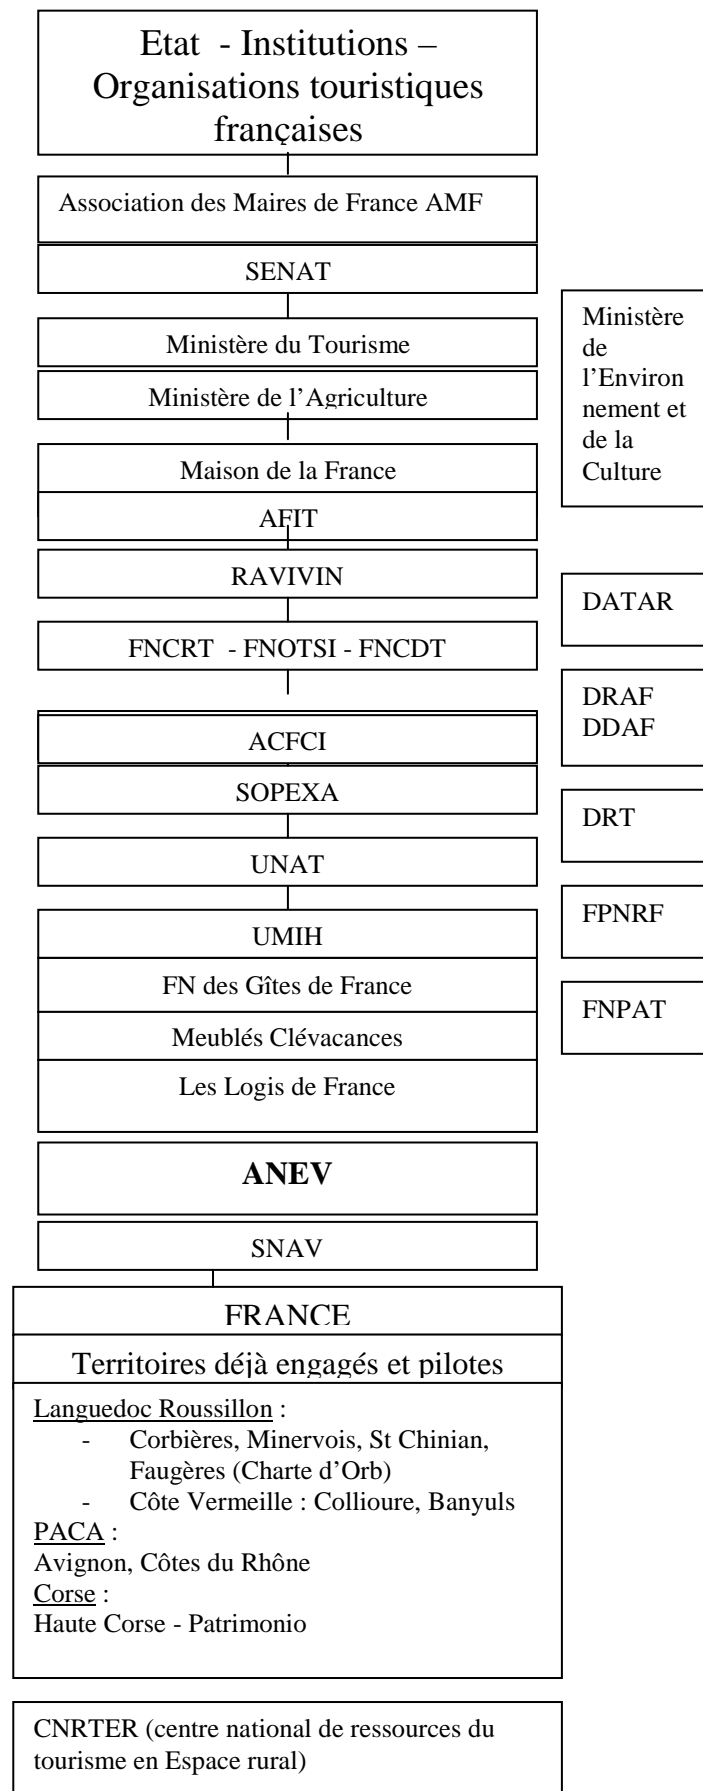 Etat - Institutions –
Organisations touristiques
françaises
Association des Maires de France AMF
SENAT
Ministère du Tourisme
Ministère de l’Agriculture
Maison de la France
AFIT
RAVIVIN
FNCRT - FNOTSI - FNCDT
ACFCI
SOPEXA
UNAT
UMIH
FN des Gîtes de France
Meublés Clévacances
Les Logis de France
ANEV
SNAV
Ministère
de
l’Environ
nement et
de la
Culture
DATAR
DRAF
DDAF
DRT
FPNRF
FNPAT
FRANCE
Territoires déjà engagés et pilotes
Languedoc Roussillon :
- Corbières, Minervois, St Chinian,
Faugères (Charte d’Orb)
- Côte Vermeille : Collioure, Banyuls
PACA :
Avignon, Côtes du Rhône
Corse :
Haute Corse - Patrimonio
CNRTER (centre national de ressources du
tourisme en Espace rural)